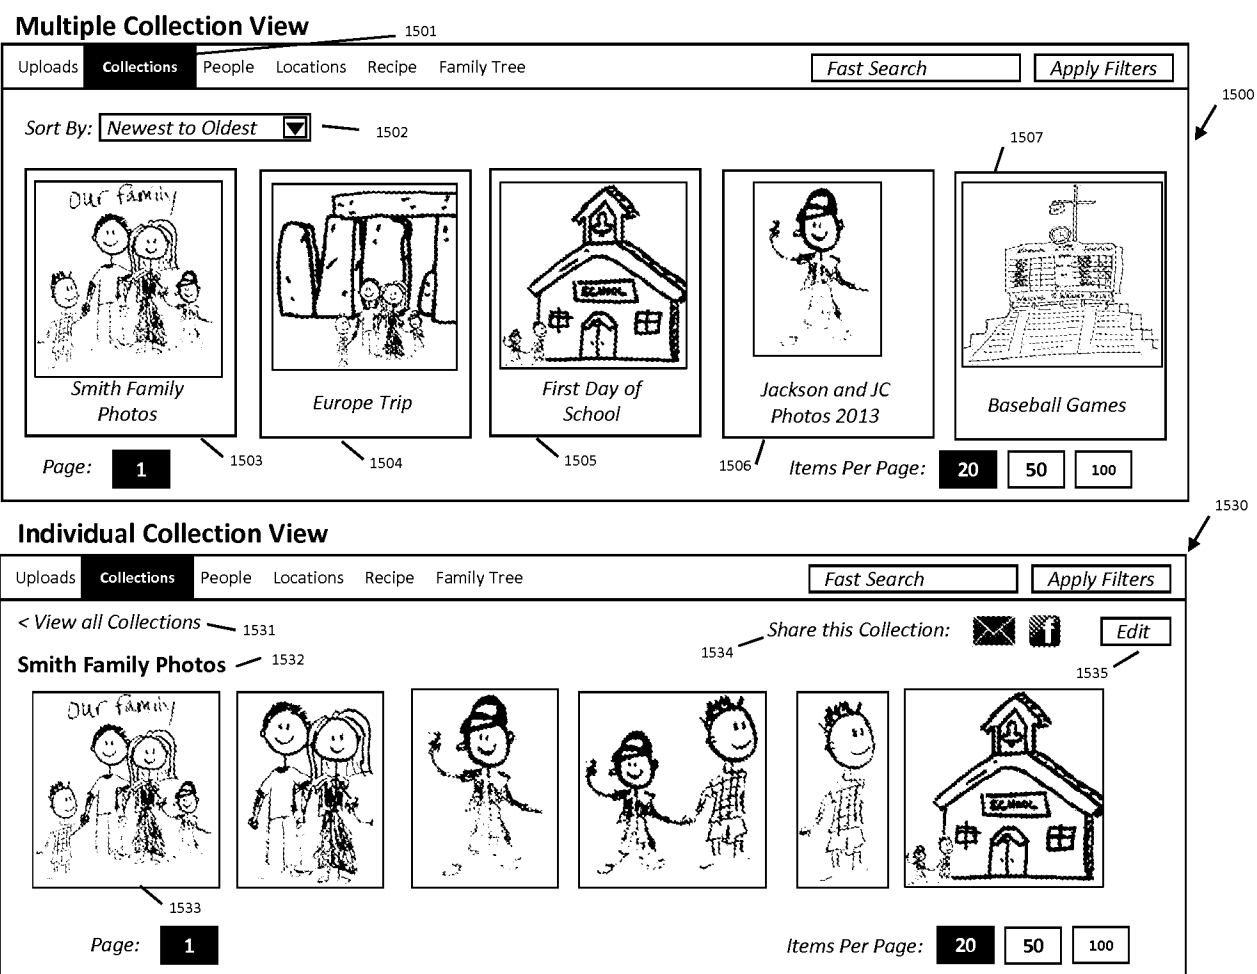 Multiple Collection View
1501
Uploads Collections People Locations Recipe Family Tree Fast Search Apply Filters
1500
Sort By: Newest to Oldest 1502
1507
Our family
SCHOOL
Smith Family
Photos
Europe Trip
First Day of
School
Jackson and JC
Photos 2013
Baseball Games
1503 1504 1505 1506
Page: 1 Items Per Page: 20 50 100
1530
Individual Collection View
Uploads Collections People Locations Recipe Family Tree Fast Search Apply Filters
< View all Collections 1531 1534 Share this Collection: f Edit
Smith Family Photos 1532 1535
Our family
SCHOOL
1533
Page: 1 Items Per Page: 20 50 100